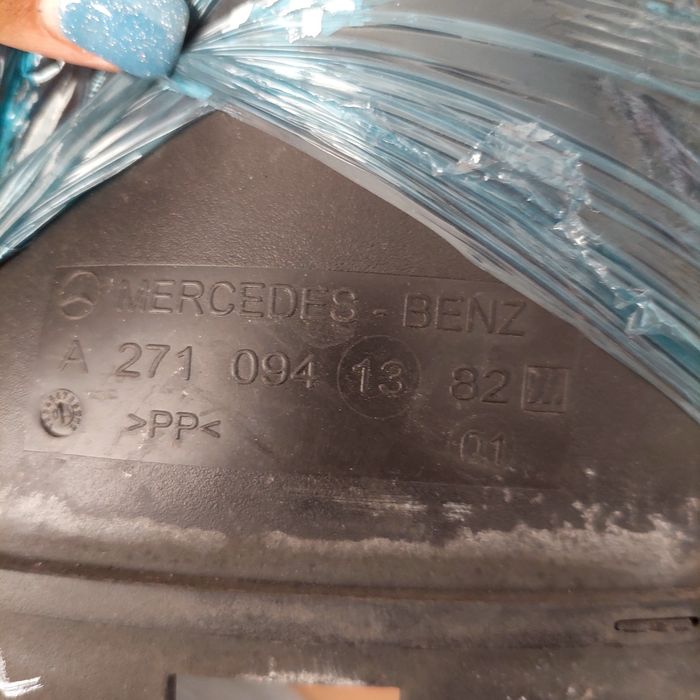 MERCEDES - BENZ
A 271 094 13 82
>PP<
01